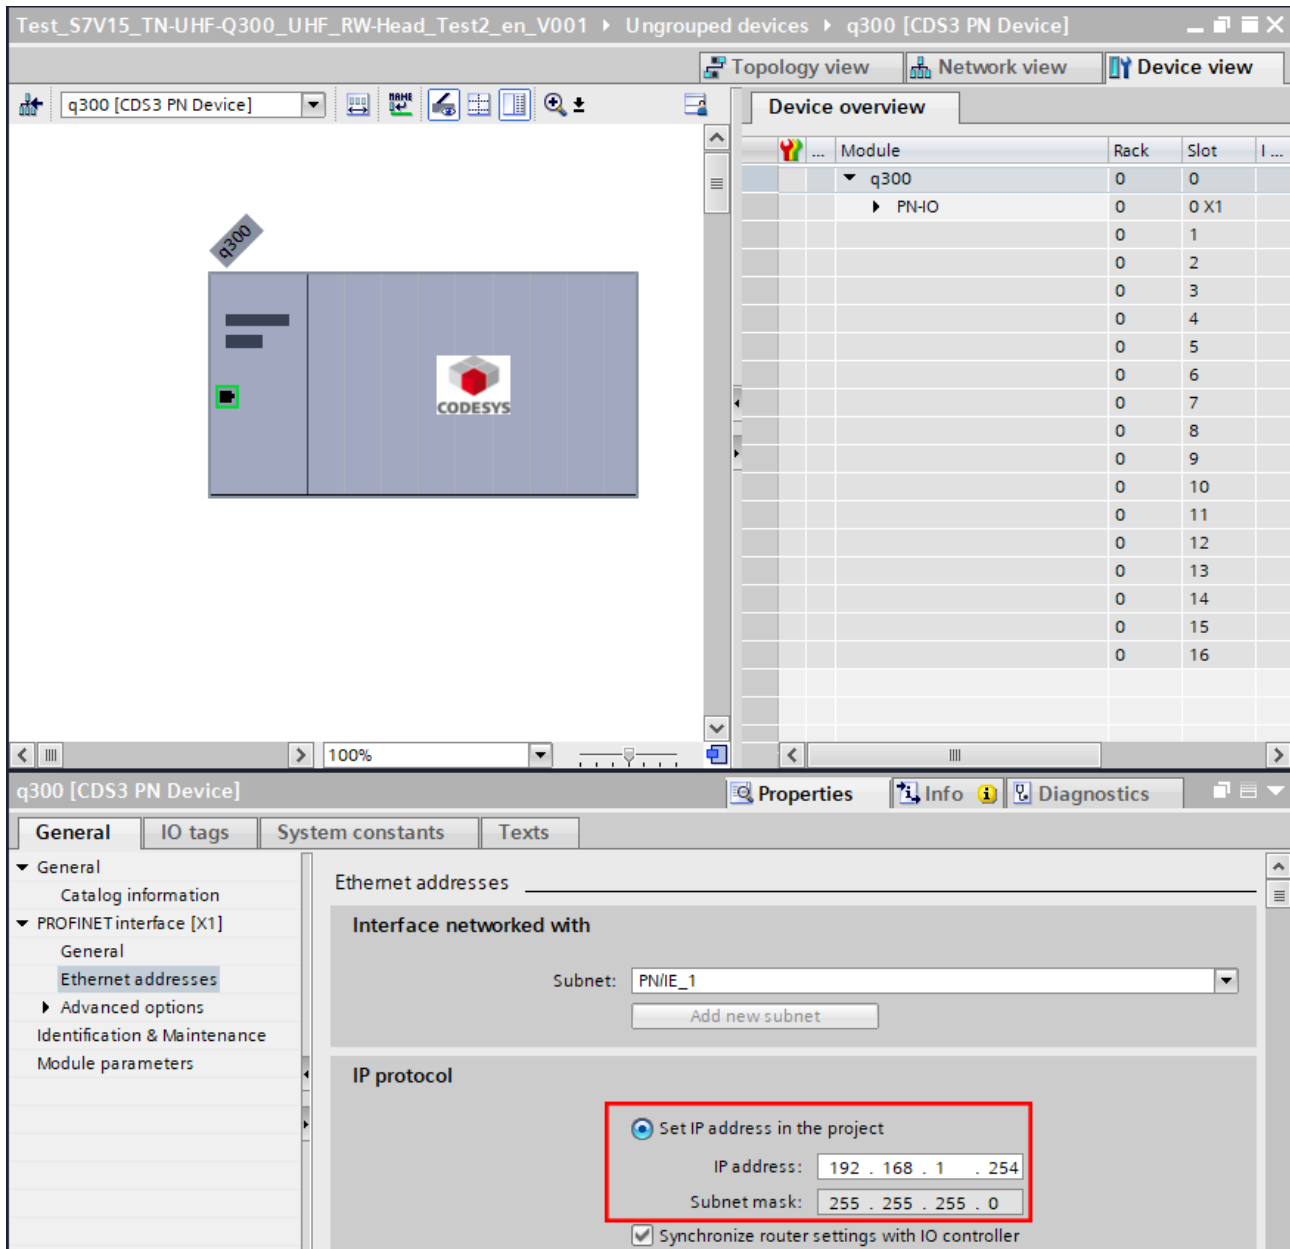 Test_S7V15_TN-UHF-Q300_UHF_RW-Head_Test2_en_V001 ▸ Ungrouped devices ▸ q300 [CDS3 PN Device]
Topology view Network view Device view
q300 [CDS3 PN Device]
NAME
Device overview
... Module Rack Slot I ...
q300 0 0
PN-IO 0 0 X1
0 1
0 2
0 3
0 4
0 5
0 6
0 7
0 8
0 9
0 10
0 11
0 12
0 13
0 14
0 15
0 16
q300
CODESYS
100%
q300 [CDS3 PN Device]
Properties Info Diagnostics
General IO tags System constants Texts
General
Catalog information
PROFINET interface [X1]
General
Ethernet addresses
Advanced options
Identification & Maintenance
Module parameters
Ethernet addresses
Interface networked with
Subnet: PN/IE_1
Add new subnet
IP protocol
Set IP address in the project
IP address: 192 . 168 . 1 . 254
Subnet mask: 255 . 255 . 255 . 0
Synchronize router settings with IO controller